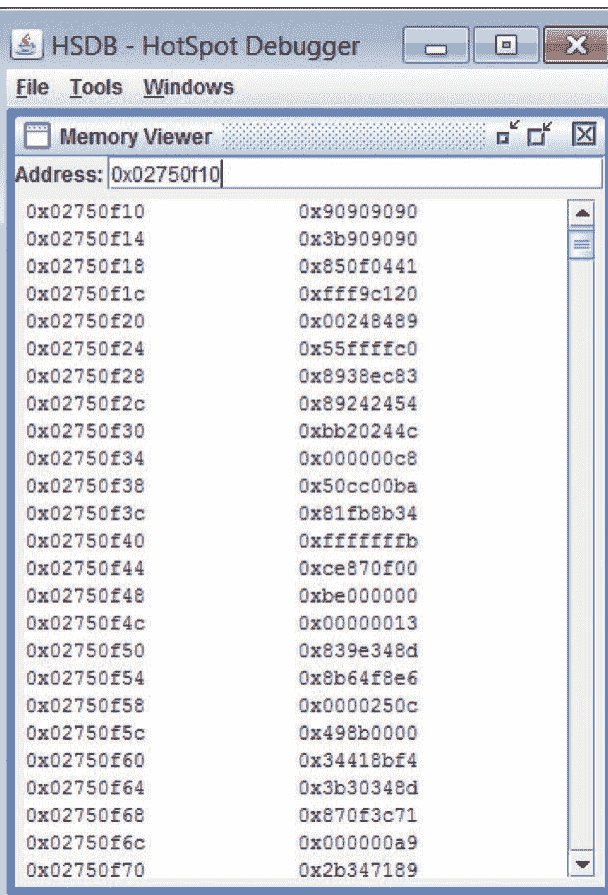 HSDB - HotSpot Debugger
File Tools Windows
Memory Viewer
Address: 0x02750f10
0x02750f10 0x90909090
0x02750f14 0x3b909090
0x02750f18 0x850f0441
0x02750f1c 0xfff9c120
0x02750f20 0x00248489
0x02750f24 0x55ffffc0
0x02750f28 0x8938ec83
0x02750f2c 0x89242454
0x02750f30 0xbb20244c
0x02750f34 0x000000c8
0x02750f38 0x50cc00ba
0x02750f3c 0x81fb8b34
0x02750f40 0xfffffffb
0x02750f44 0xce870f00
0x02750f48 0xbe000000
0x02750f4c 0x00000013
0x02750f50 0x839e348d
0x02750f54 0x8b64f8e6
0x02750f58 0x0000250c
0x02750f5c 0x498b0000
0x02750f60 0x34418bf4
0x02750f64 0x3b30348d
0x02750f68 0x870f3c71
0x02750f6c 0x000000a9
0x02750f70 0x2b347189